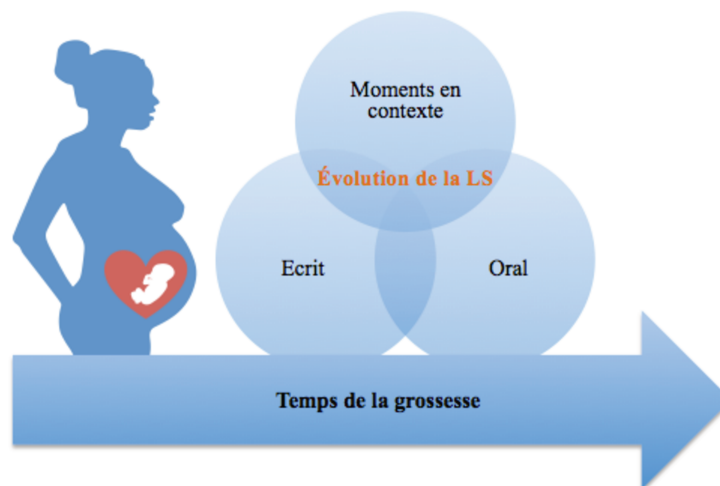 Moments en
contexte
Évolution de la LS
Ecrit
Oral
Temps de la grossesse